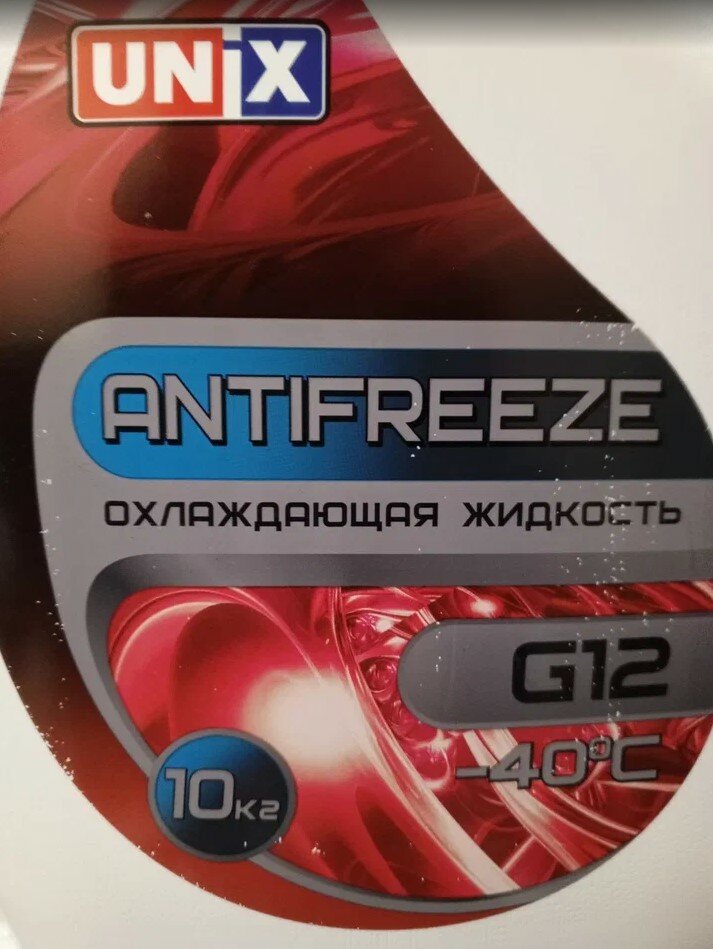 UNiX
ANTIFREEZE
ОХЛАЖДАЮЩАЯ ЖИДКОСТЬ
G12
-40°C
10кг